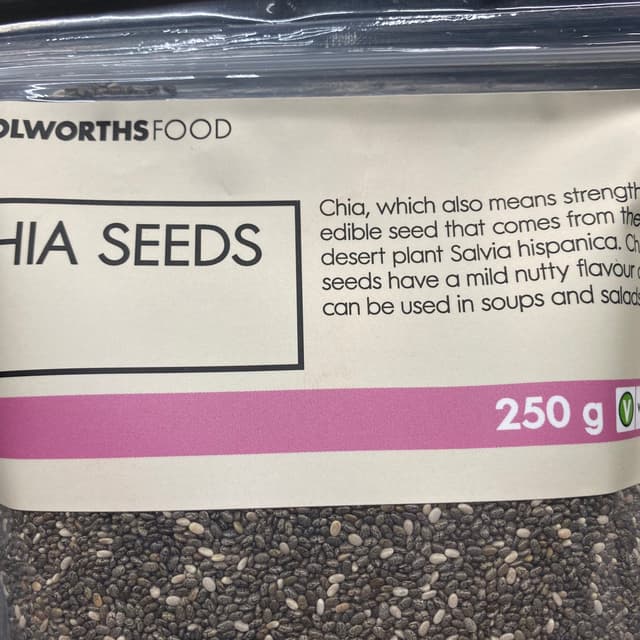 OLWORTHSFOOD
HIA SEEDS
Chia, which also means strength
edible seed that comes from the
desert plant Salvia hispanica. Ch
seeds have a mild nutty flavour
can be used in soups and salads
250 g
V